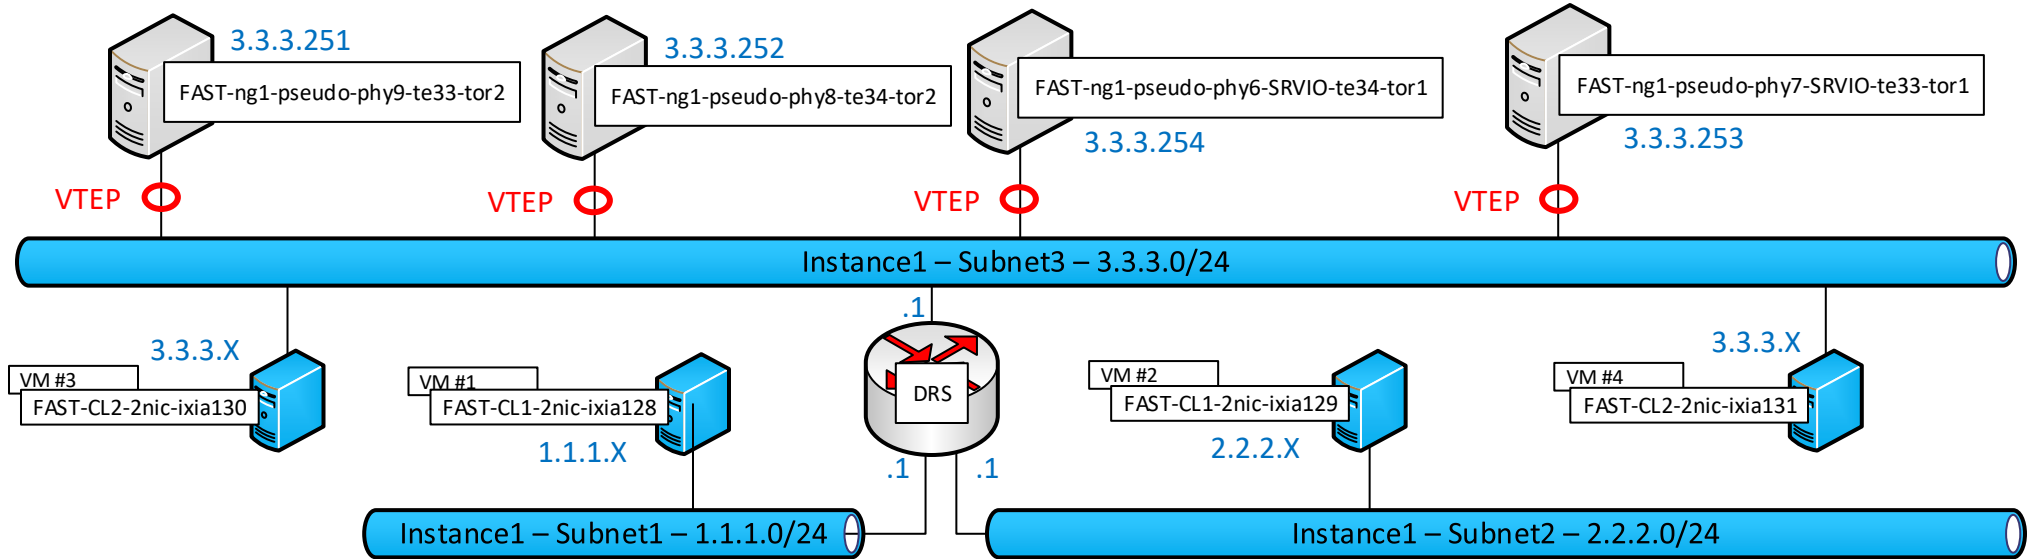 3.3.3.251
FAST-ng1-pseudo-phy9-te33-tor2
3.3.3.252
FAST-ng1-pseudo-phy8-te34-tor2
FAST-ng1-pseudo-phy6-SRVIO-te34-tor1
3.3.3.254
FAST-ng1-pseudo-phy7-SRVIO-te33-tor1
3.3.3.253
VTEP
VTEP
VTEP
VTEP
Instance1 – Subnet3 – 3.3.3.0/24
.1
3.3.3.X
VM #3
FAST-CL2-2nic-ixia130
VM #1
FAST-CL1-2nic-ixia128
1.1.1.X
DRS
VM #2
FAST-CL1-2nic-ixia129
2.2.2.X
3.3.3.X
VM #4
FAST-CL2-2nic-ixia131
.1
.1
Instance1 – Subnet1 – 1.1.1.0/24
Instance1 – Subnet2 – 2.2.2.0/24